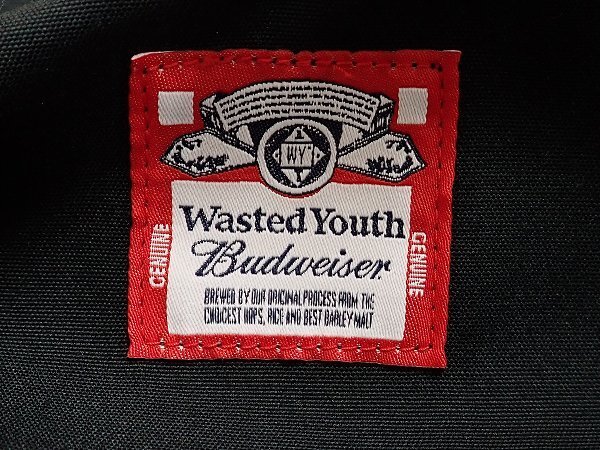 WY
Wasted Youth
Budweiser
GENUINE
GENUINE
BREWED BY OUR ORIGINAL PROCESS FROM THE
CHOICEST HOPS, RICE AND BEST BARLEY MALT